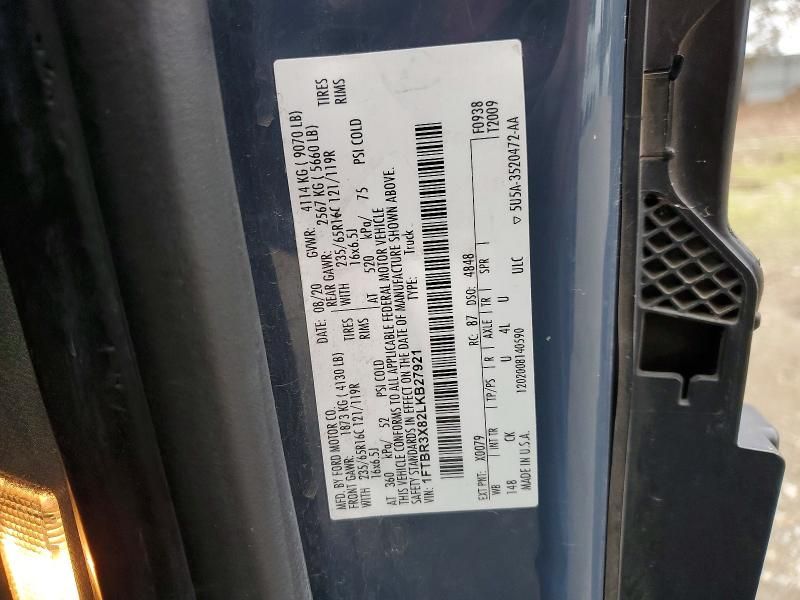 MFD. BY FORD MOTOR CO.
DATE: 08/20 GVWR: 4114 KG ( 9070 LB)
FRONT GAWR: 1873 KG ( 4130 LB) REAR GAWR: 2567 KG ( 5660 LB)
WITH 235/65R16C 121/119R TIRES WITH 235/65R16C 121/119R TIRES
16x6.5J RIMS 16x6.5J RIMS
AT 360 kPa/ 52 PSI COLD AT 520 kPa/ 75 PSI COLD
THIS VEHICLE CONFORMS TO ALL APPLICABLE FEDERAL MOTOR VEHICLE
SAFETY STANDARDS IN EFFECT ON THE DATE OF MANUFACTURE SHOWN ABOVE.
VIN: 1FTBR3X82LKB27921 TYPE: Truck
F0938
T2009
EXT PNT: X0079 RC: 87 DSO: 4848
WB INT TR TP/PS R AXLE TR SPR
148 CK U 4L U ULC
MADE IN U.S.A. 1202008140590 ▽ 5U5A-3520472-AA